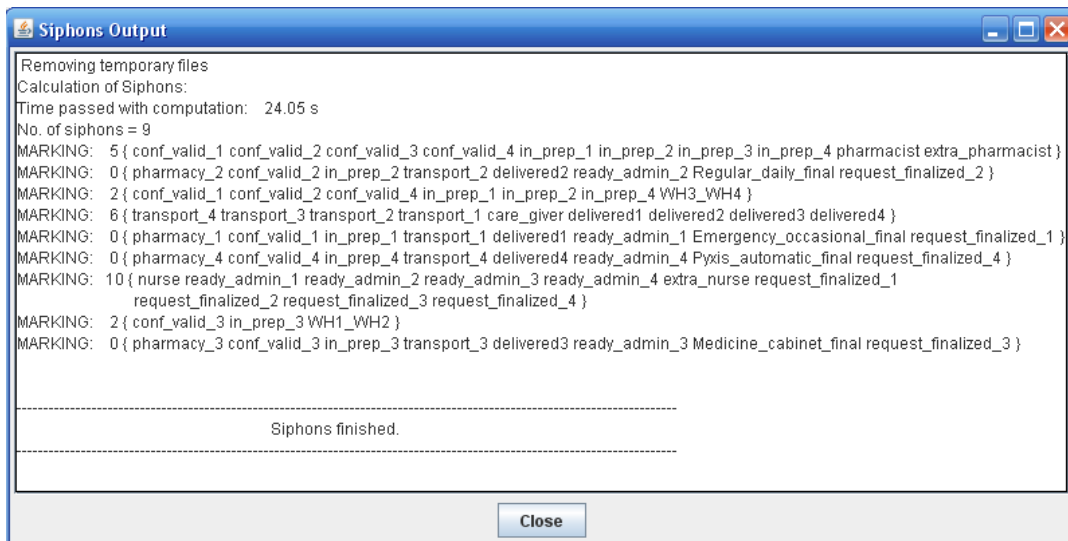 Siphons Output
Removing temporary files
Calculation of Siphons:
Time passed with computation: 24.05 s
No. of siphons = 9
MARKING: 5 { conf_valid_1 conf_valid_2 conf_valid_3 conf_valid_4 in_prep_1 in_prep_2 in_prep_3 in_prep_4 pharmacist extra_pharmacist }
MARKING: 0 { pharmacy_2 conf_valid_2 in_prep_2 transport_2 delivered2 ready_admin_2 Regular_daily_final request_finalized_2 }
MARKING: 2 { conf_valid_1 conf_valid_2 conf_valid_4 in_prep_1 in_prep_2 in_prep_4 WH3_WH4 }
MARKING: 6 { transport_4 transport_3 transport_2 transport_1 care_giver delivered1 delivered2 delivered3 delivered4 }
MARKING: 0 { pharmacy_1 conf_valid_1 in_prep_1 transport_1 delivered1 ready_admin_1 Emergency_occasional_final request_finalized_1 }
MARKING: 0 { pharmacy_4 conf_valid_4 in_prep_4 transport_4 delivered4 ready_admin_4 Pyxis_automatic_final request_finalized_4 }
MARKING: 10 { nurse ready_admin_1 ready_admin_2 ready_admin_3 ready_admin_4 extra_nurse request_finalized_1
request_finalized_2 request_finalized_3 request_finalized_4 }
MARKING: 2 { conf_valid_3 in_prep_3 WH1_WH2 }
MARKING: 0 { pharmacy_3 conf_valid_3 in_prep_3 transport_3 delivered3 ready_admin_3 Medicine_cabinet_final request_finalized_3 }
Siphons finished.
Close